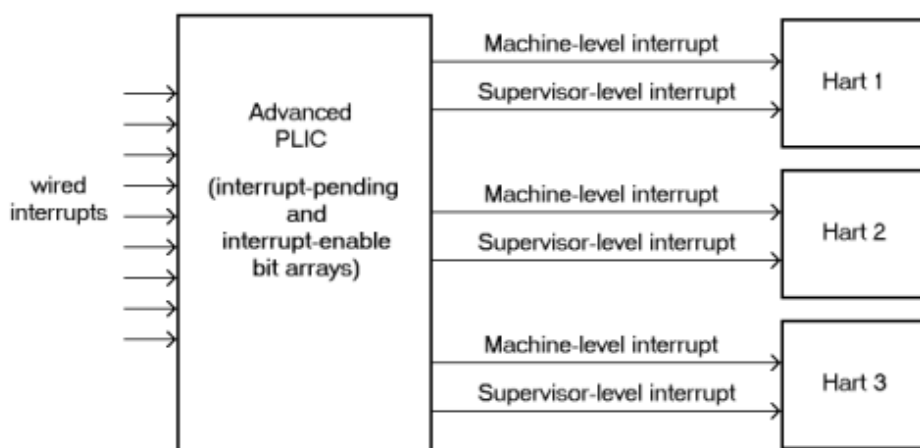 wired
interrupts
Advanced
PLIC
(interrupt-pending
and
interrupt-enable
bit arrays)
Machine-level interrupt
Supervisor-level interrupt
Hart 1
Machine-level interrupt
Supervisor-level interrupt
Hart 2
Machine-level interrupt
Supervisor-level interrupt
Hart 3